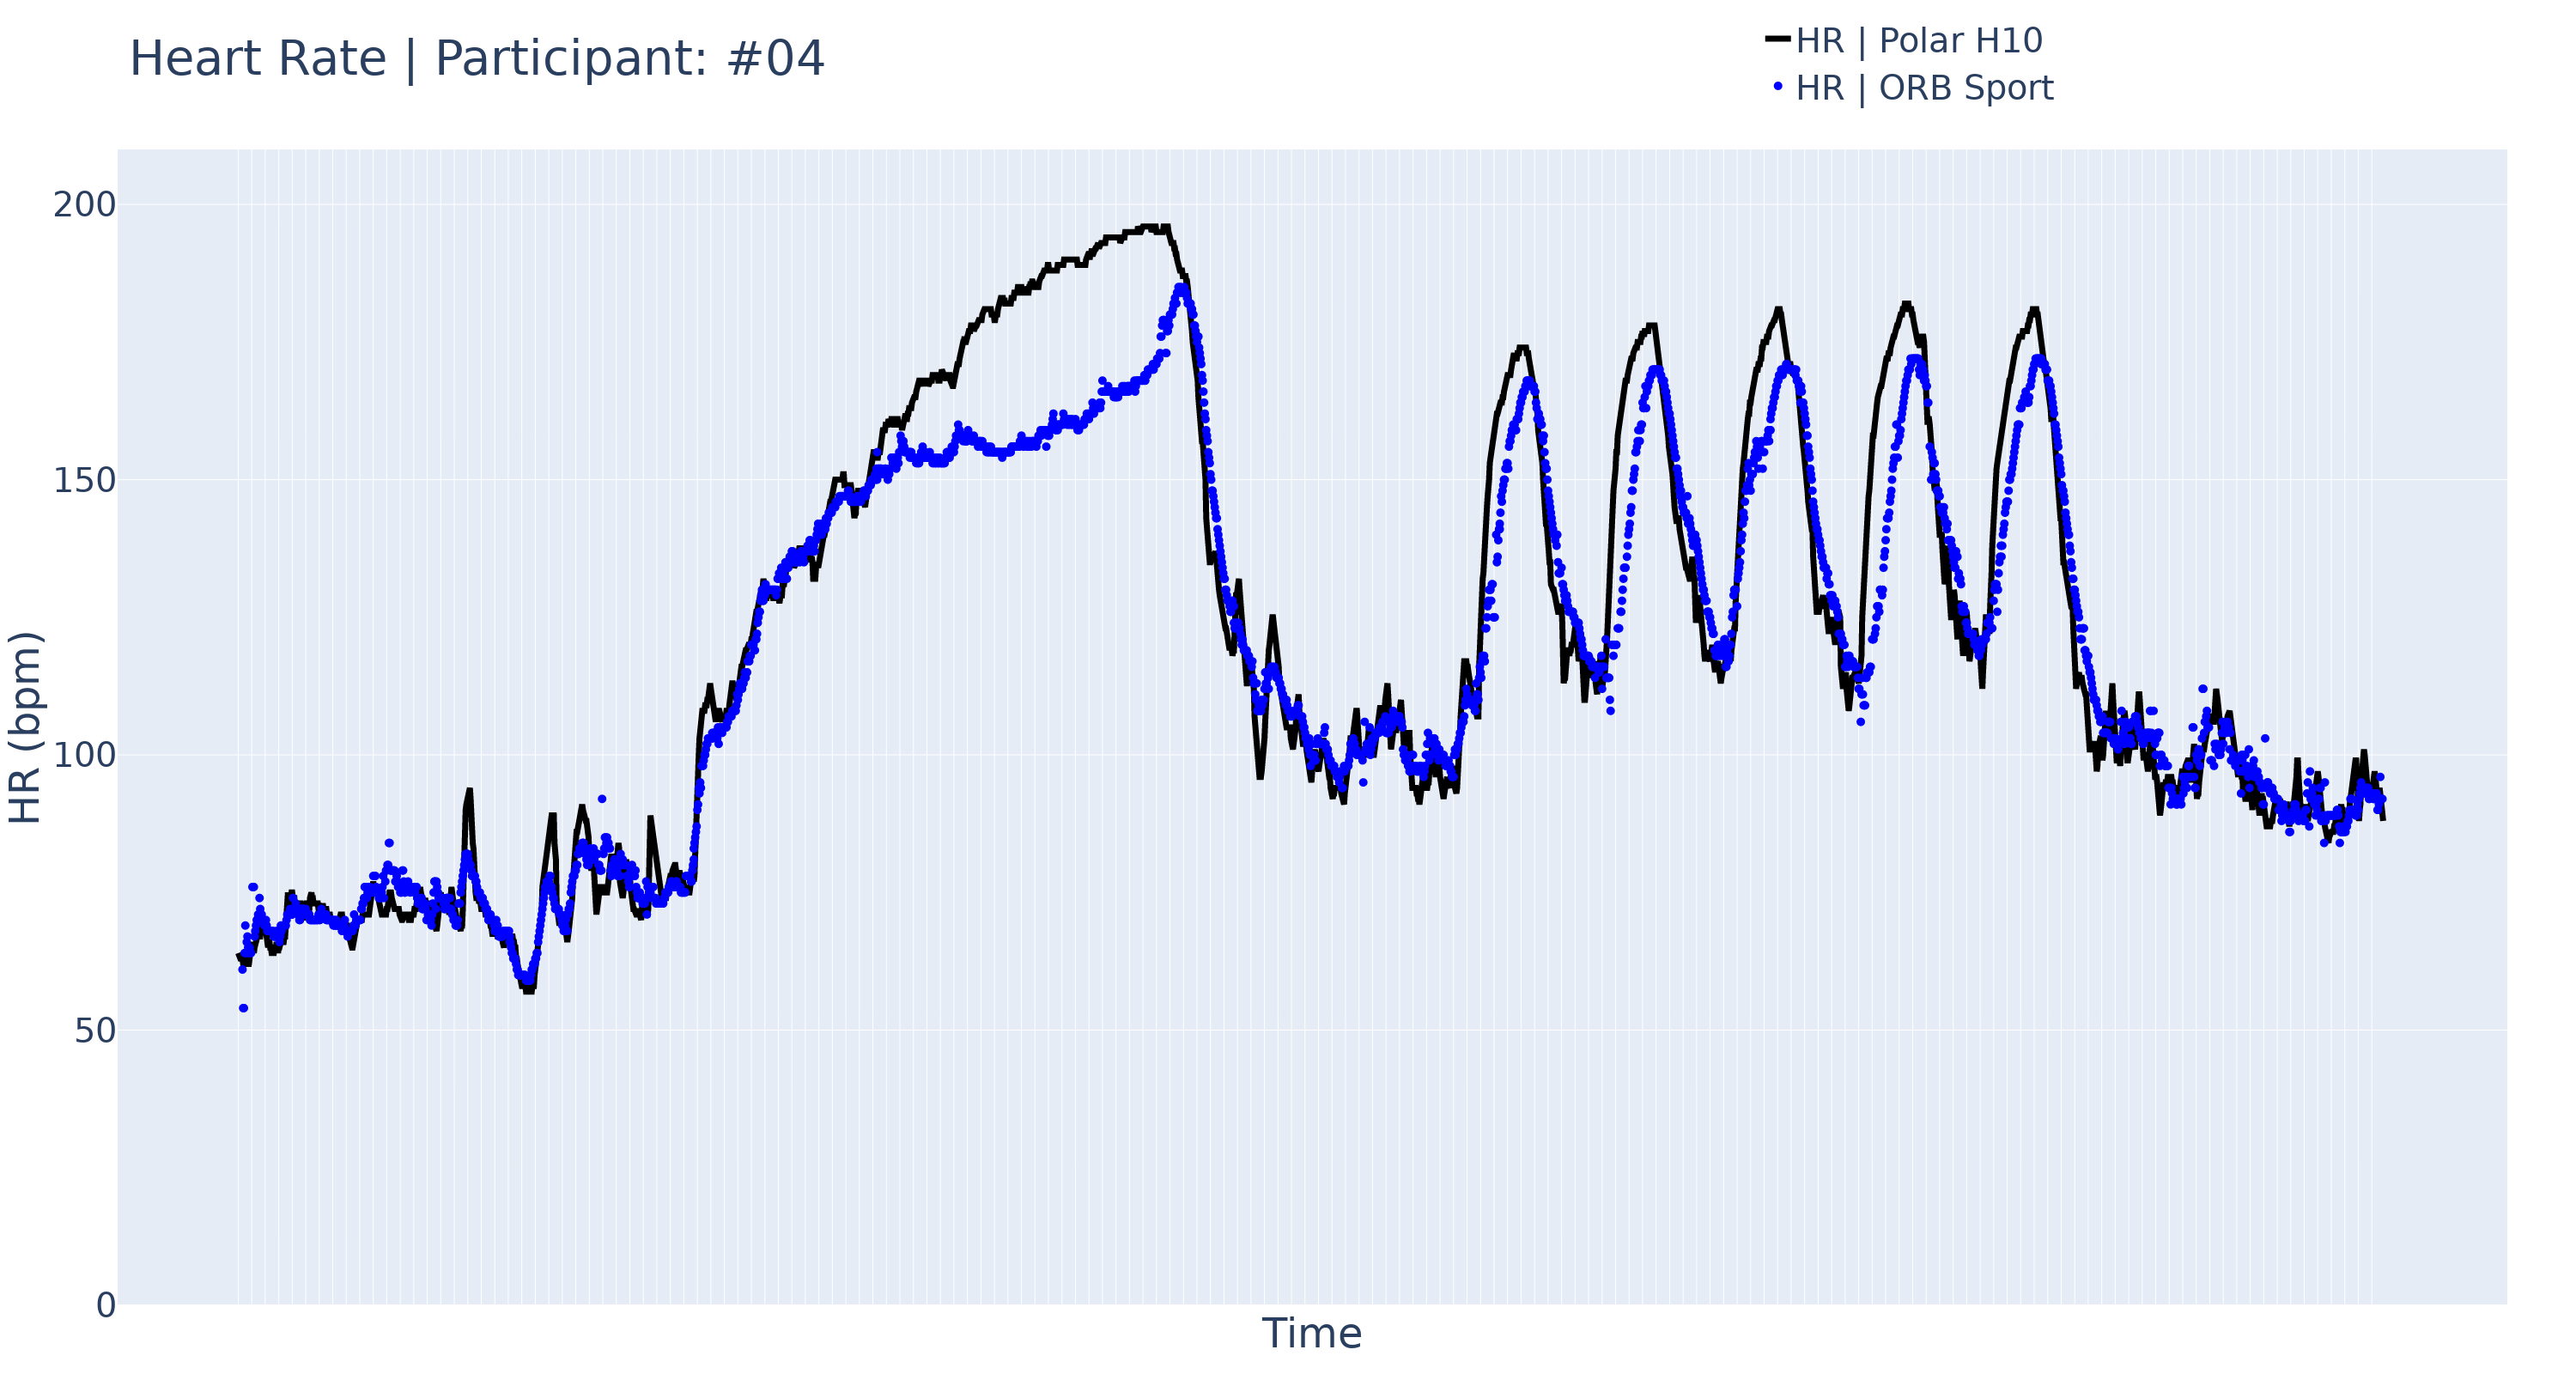 Heart Rate | Participant: #04
HR | Polar H10
HR | ORB Sport
HR (bpm)
200
150
100
50
0
Time